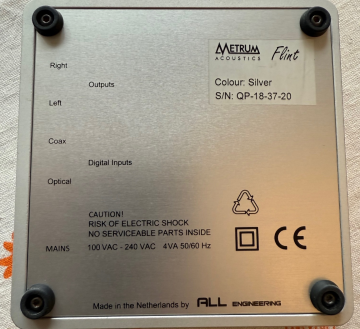 METRUM
ACOUSTICS
Flint
Colour: Silver
S/N: QP-18-37-20
Right
Outputs
Left
Coax
Digital Inputs
Optical
CAUTION!
RISK OF ELECTRIC SHOCK
NO SERVICEABLE PARTS INSIDE
MAINS 100 VAC - 240 VAC 4VA 50/60 Hz
CE
Made in the Netherlands by ALL ENGINEERING